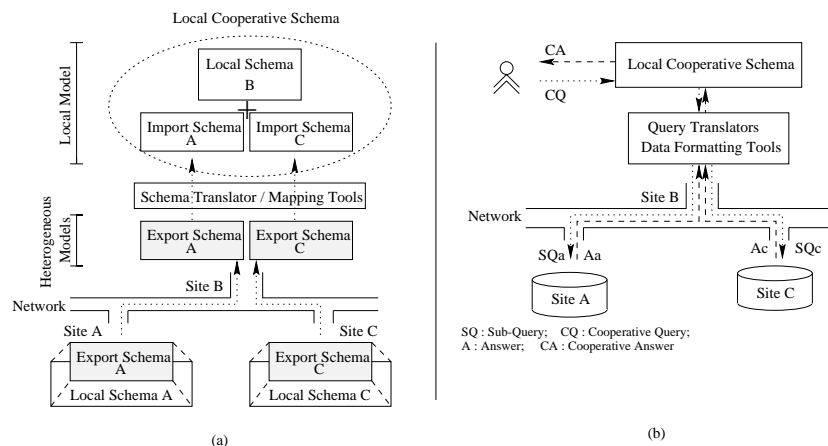 Local Cooperative Schema
Local Model
Local Schema
B
Import Schema
A
Import Schema
C
Schema Translator / Mapping Tools
Heterogeneous
Models
Export Schema
A
Export Schema
C
Site B
Network
Site A
Site C
Export Schema
A
Local Schema A
Export Schema
C
Local Schema C
(a)
CA
CQ
Local Cooperative Schema
Query Translators
Data Formatting Tools
Site B
Network
SQa
Aa
Ac
SQc
Site A
Site C
SQ : Sub-Query; CQ : Cooperative Query;
A : Answer; CA : Cooperative Answer
(b)